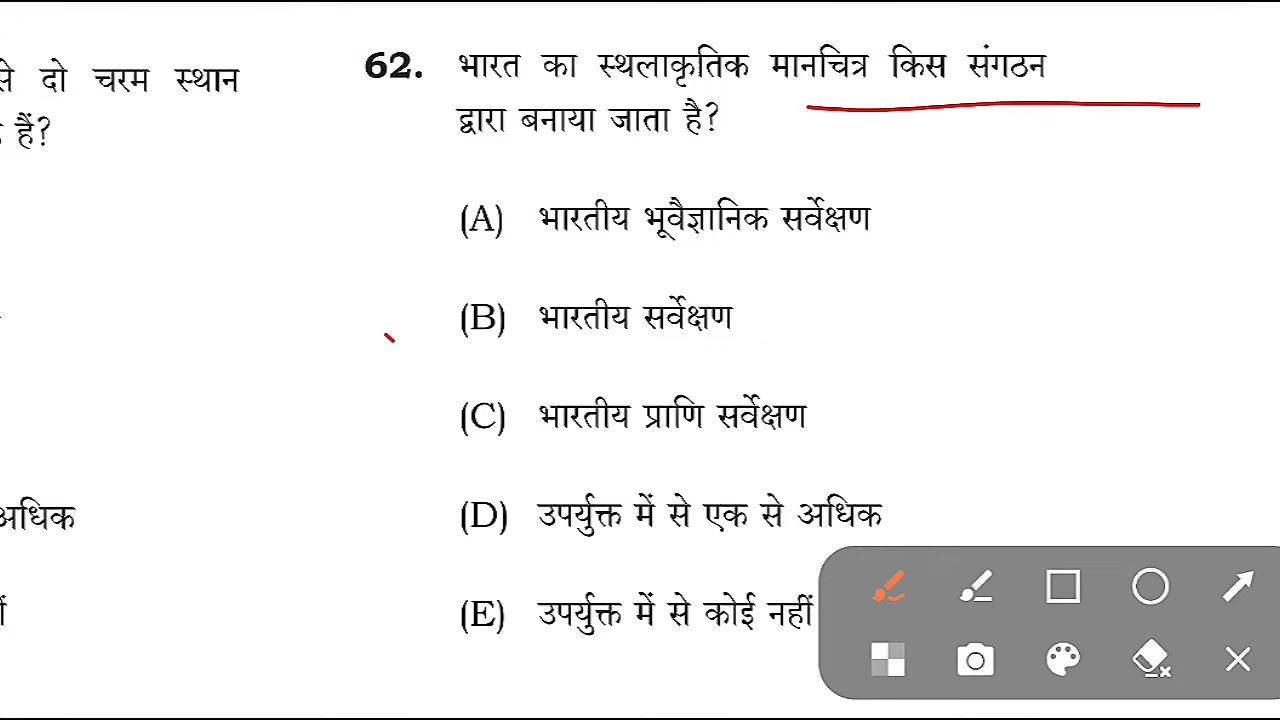 से दो चरम स्थान
हैं?
अधिक
62. भारत का स्थलाकृतिक मानचित्र किस संगठन
द्वारा बनाया जाता है?
(A) भारतीय भूवैज्ञानिक सर्वेक्षण
(B) भारतीय सर्वेक्षण
(C) भारतीय प्राणि सर्वेक्षण
(D) उपर्युक्त में से एक से अधिक
(E) उपर्युक्त में से कोई नहीं